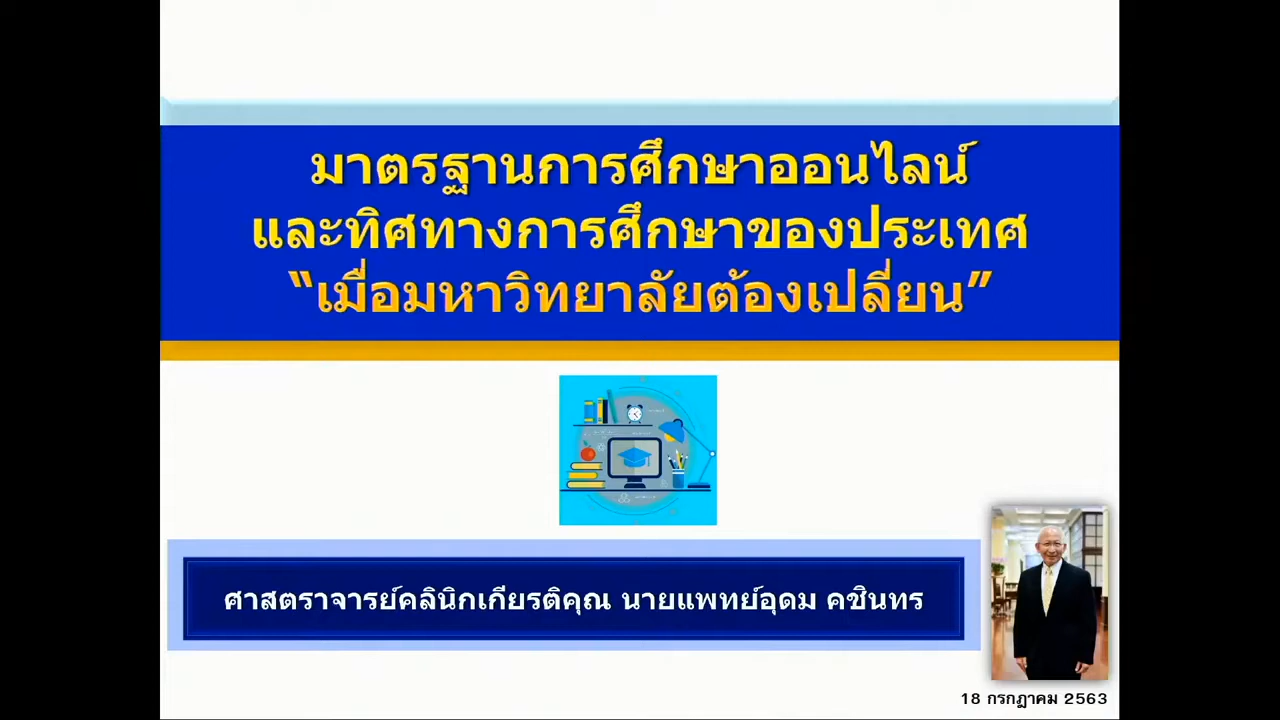 มาตรฐานการศึกษาออนไลน์
และทิศทางการศึกษาของประเทศ
“เมื่อมหาวิทยาลัยต้องเปลี่ยน”
ศาสตราจารย์คลินิกเกียรติคุณ นายแพทย์อุดม คชินทร
18 กรกฎาคม 2563